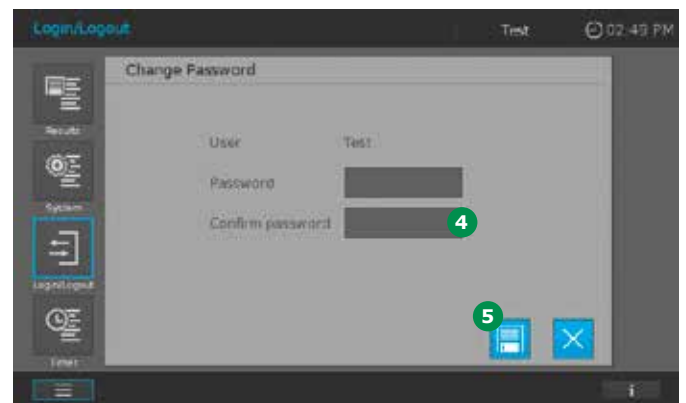 Login/Logout
Test
02:49 PM
Change Password
Results
User
Test
System
Password
Confirm password
4
Login/Logout
5
Timer
i